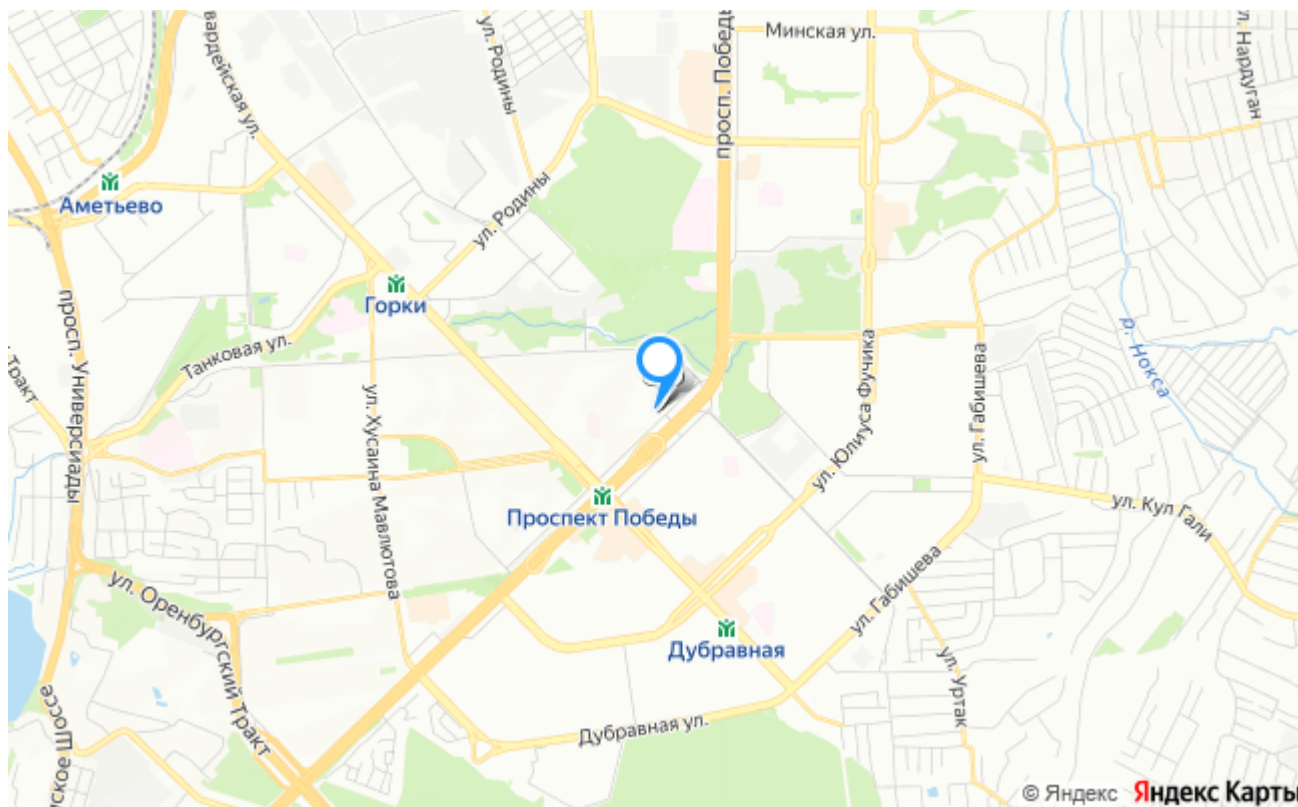 вардейская ул.
ул. Родины
просп. Победы
Минская ул.
ул. Нардуган
Аметьево
ул. Родины
Горки
просп. Универсиады
Танковая ул.
Тракт
ул. Хусаина Мавлютова
ул. Юлиуса Фучика
ул. Габишева
р. Нокса
Проспект Победы
ул. Кул Гали
ул. Оренбургский Тракт
ул. Габишева
Дубравная
ул. Уртак
Дубравная ул.
ское Шоссе
© Яндекс Яндекс Карты